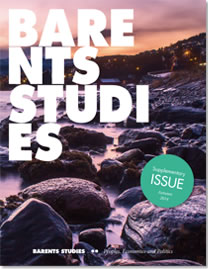 BARE
NTS
STUDI
ES
Supplementary
ISSUE
BARENTS STUDIES
Peoples, Economies and Politics